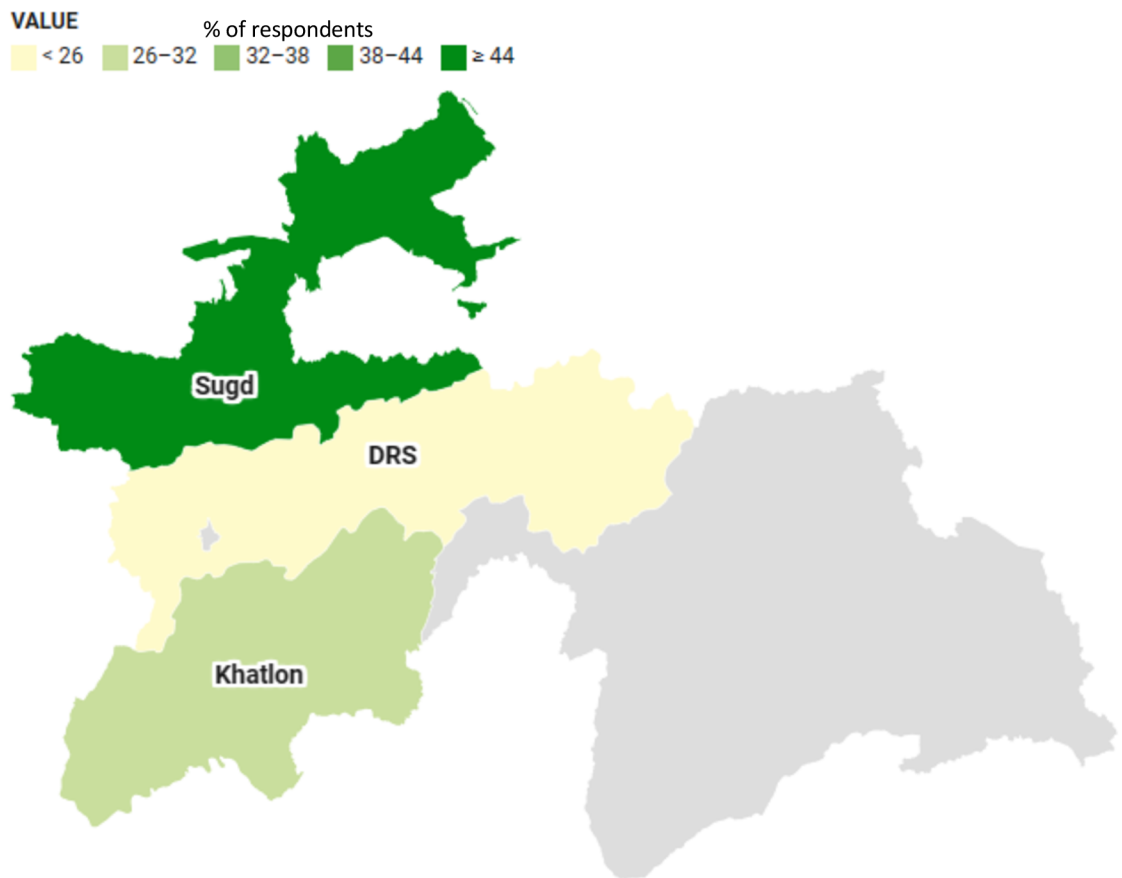 VALUE
% of respondents
< 26 26–32 32–38 38–44 ≥ 44
Sugd
DRS
Khatlon